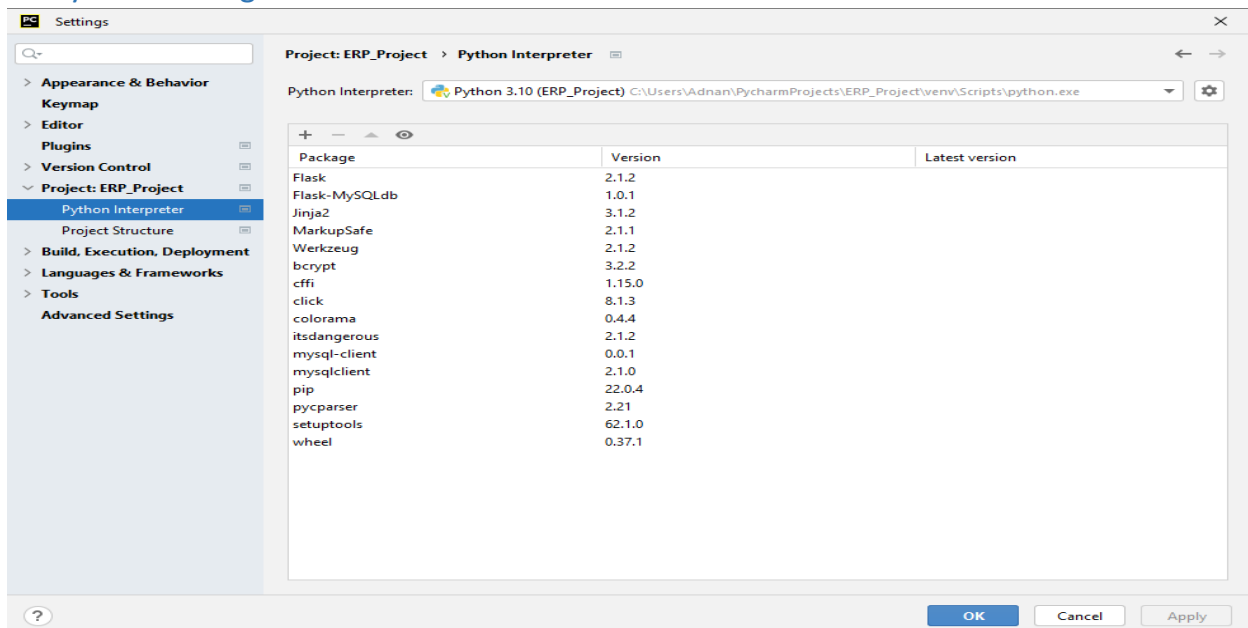 PC Settings
Project: ERP_Project > Python Interpreter
> Appearance & Behavior
Keymap
> Editor
Plugins
> Version Control
Project: ERP_Project
Python Interpreter
Project Structure
> Build, Execution, Deployment
> Languages & Frameworks
> Tools
Advanced Settings
Python Interpreter: Python 3.10 (ERP_Project) C:\Users\Adnan\PycharmProjects\ERP_Project\venv\Scripts\python.exe
Package Version Latest version
Flask 2.1.2
Flask-MySQLdb 1.0.1
Jinja2 3.1.2
MarkupSafe 2.1.1
Werkzeug 2.1.2
bcrypt 3.2.2
cffi 1.15.0
click 8.1.3
colorama 0.4.4
itsdangerous 2.1.2
mysql-client 0.0.1
mysqlclient 2.1.0
pip 22.0.4
pycparser 2.21
setuptools 62.1.0
wheel 0.37.1
? OK Cancel Apply